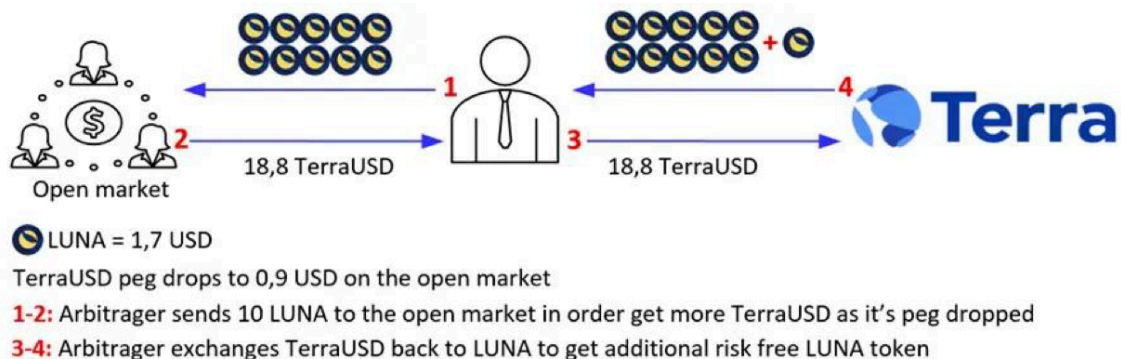 +
1
4
Terra
2
3
$
18,8 TerraUSD
18,8 TerraUSD
Open market
LUNA = 1,7 USD
TerraUSD peg drops to 0,9 USD on the open market
1-2: Arbitrager sends 10 LUNA to the open market in order get more TerraUSD as it's peg dropped
3-4: Arbitrager exchanges TerraUSD back to LUNA to get additional risk free LUNA token